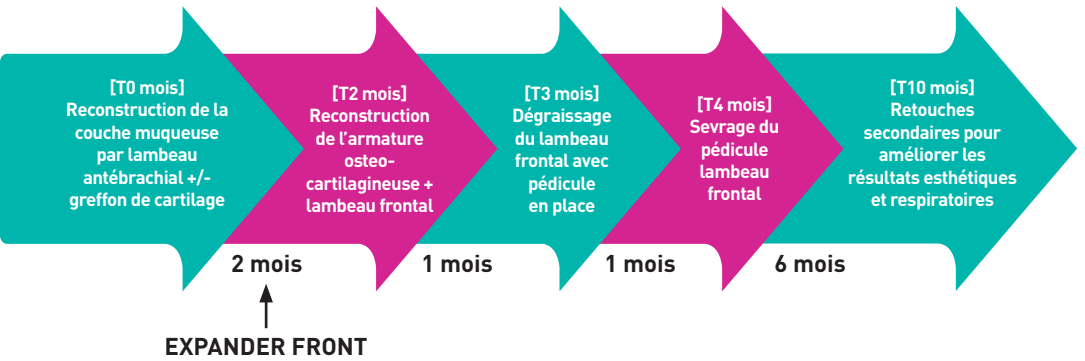 [T0 mois]
Reconstruction de la
couche muqueuse
par lambeau
antébrachial +/-
greffon de cartilage
[T2 mois]
Reconstruction
de l’armature
osteo-
cartilagineuse +
lambeau frontal
[T3 mois]
Dégraissage
du lambeau
frontal avec
pédicule
en place
[T4 mois]
Sevrage du
pédicule
lambeau
frontal
[T10 mois]
Retouches
secondaires pour
améliorer les
résultats esthétiques
et respiratoires
2 mois
1 mois
1 mois
6 mois
EXPANDER FRONT